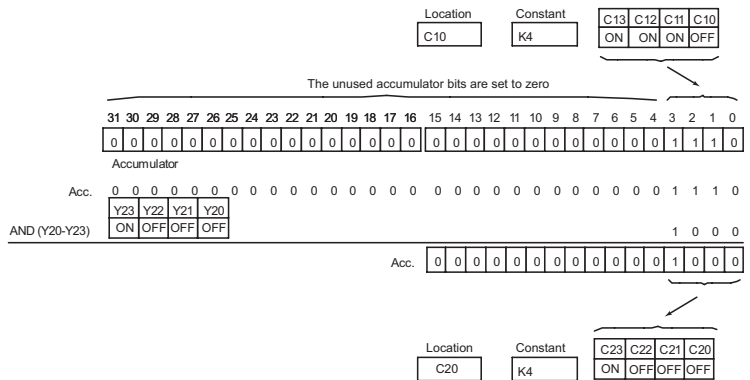 Location Constant C13 C12 C11 C10
C10 K4 ON ON ON OFF
The unused accumulator bits are set to zero
31 30 29 28 27 26 25 24 23 22 21 20 19 18 17 16 15 14 13 12 11 10 9 8 7 6 5 4 3 2 1 0
0 0 0 0 0 0 0 0 0 0 0 0 0 0 0 0 0 0 0 0 0 0 0 0 0 0 0 0 1 1 1 0
Accumulator
Acc. 0 0 0 0 0 0 0 0 0 0 0 0 0 0 0 0 0 0 0 0 0 0 0 0 0 0 0 0 1 1 1 0
Y23 Y22 Y21 Y20
AND (Y20-Y23) ON OFF OFF OFF 1 0 0 0
Acc. 0 0 0 0 0 0 0 0 0 0 0 0 1 0 0 0
Location Constant C23 C22 C21 C20
C20 K4 ON OFF OFF OFF